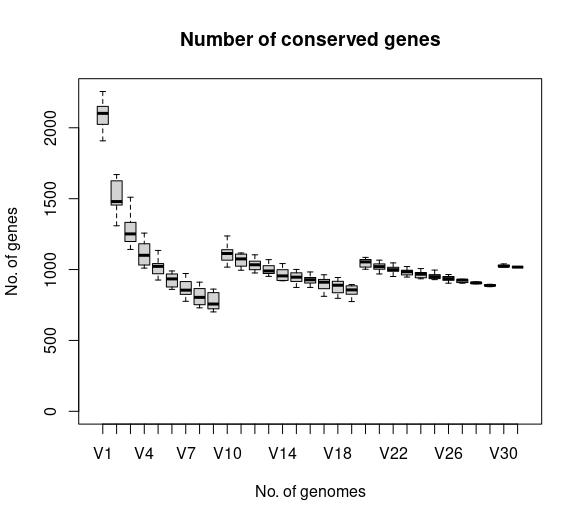 Number of conserved genes
No. of genes
2000
1500
1000
500
0
V1 V4 V7 V10 V14 V18 V22 V26 V30
No. of genomes